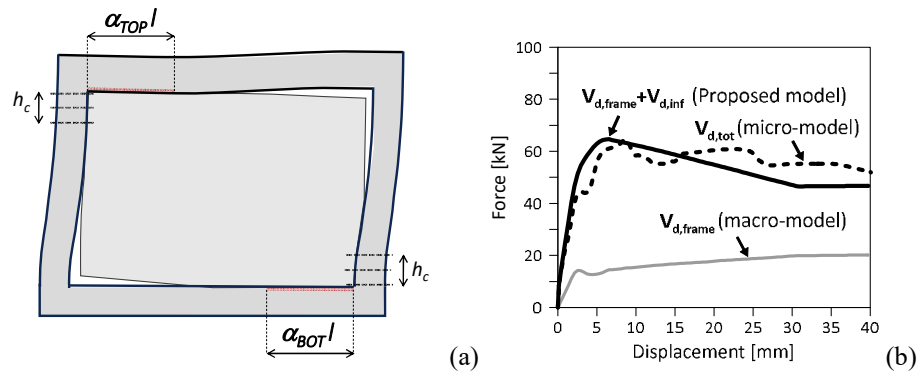 α_TOP l
h_c
h_c
α_BOT l
(a)
100
80
60
40
20
0
Force [kN]
V_d,frame+V_d,inf (Proposed model)
V_d,tot (micro-model)
V_d,frame (macro-model)
0 5 10 15 20 25 30 35 40
Displacement [mm]
(b)